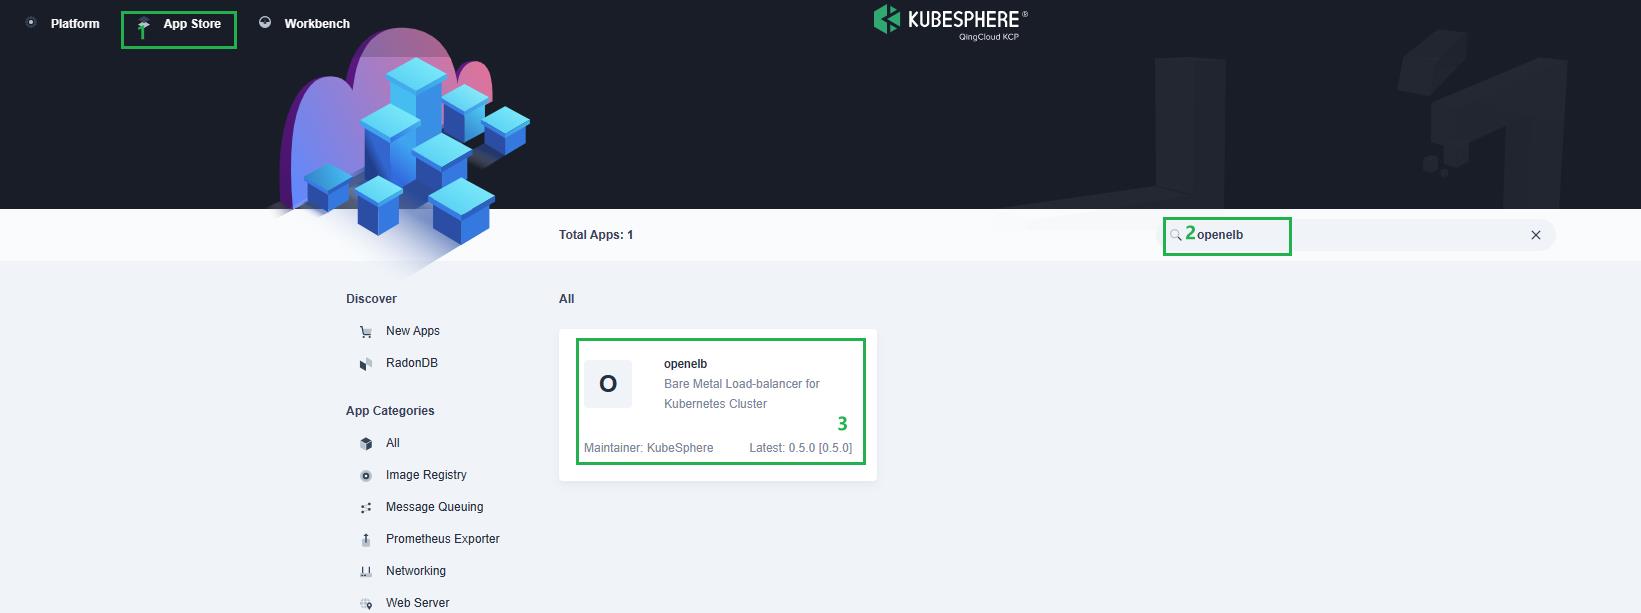 Platform
1
App Store
Workbench
KUBESPHERE®
QingCloud KCP
Total Apps: 1
2
openelb
Discover
New Apps
RadonDB
App Categories
All
Image Registry
Message Queuing
Prometheus Exporter
Networking
Web Server
All
O
openelb
Bare Metal Load-balancer for
Kubernetes Cluster
3
Maintainer: KubeSphere
Latest: 0.5.0 [0.5.0]